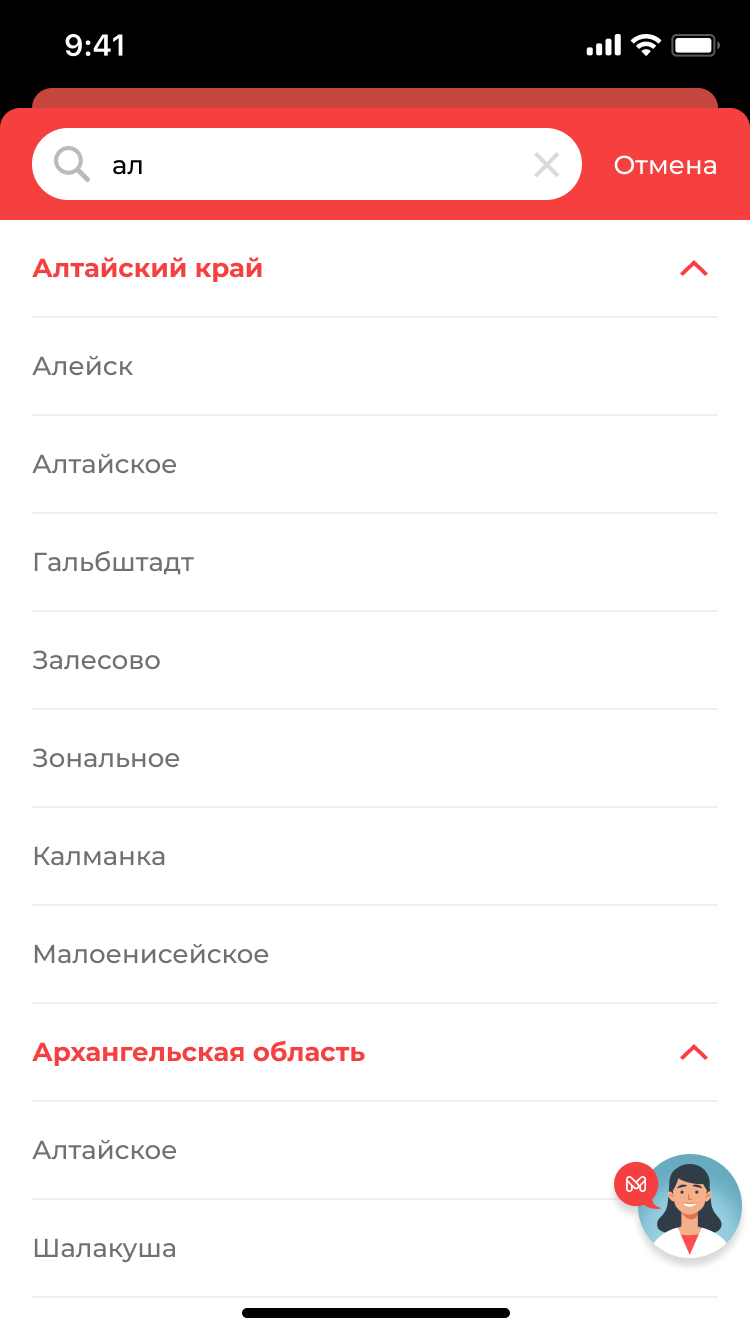 9:41
ал
Отмена
Алтайский край
Алейск
Алтайское
Гальбштадт
Залесово
Зональное
Калманка
Малоенисейское
Архангельская область
Алтайское
Шалакуша